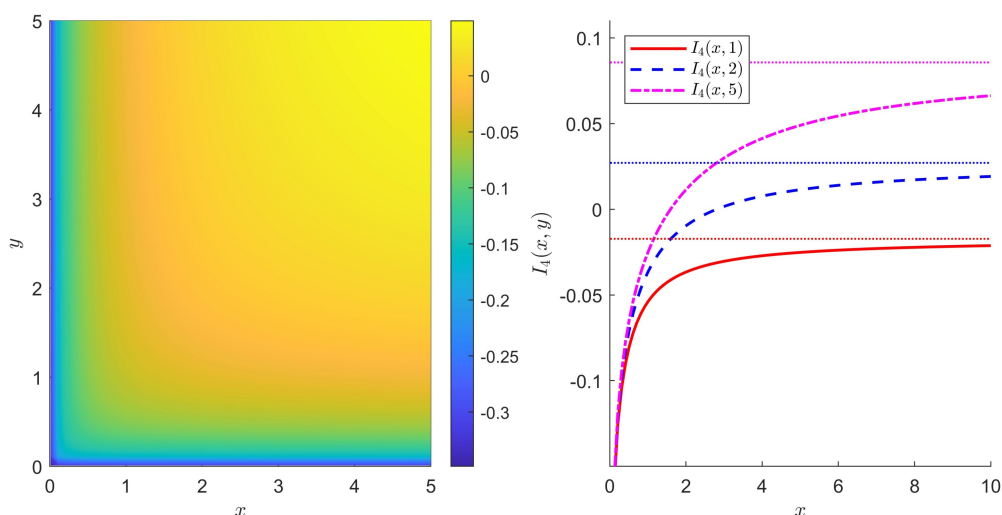 5
4
3
2
1
0
y
0 1 2 3 4 5
x
0
-0.05
-0.1
-0.15
-0.2
-0.25
-0.3
0.1
0.05
0
-0.05
-0.1
I₄(x, y)
I₄(x, 1)
I₄(x, 2)
I₄(x, 5)
0 2 4 6 8 10
x